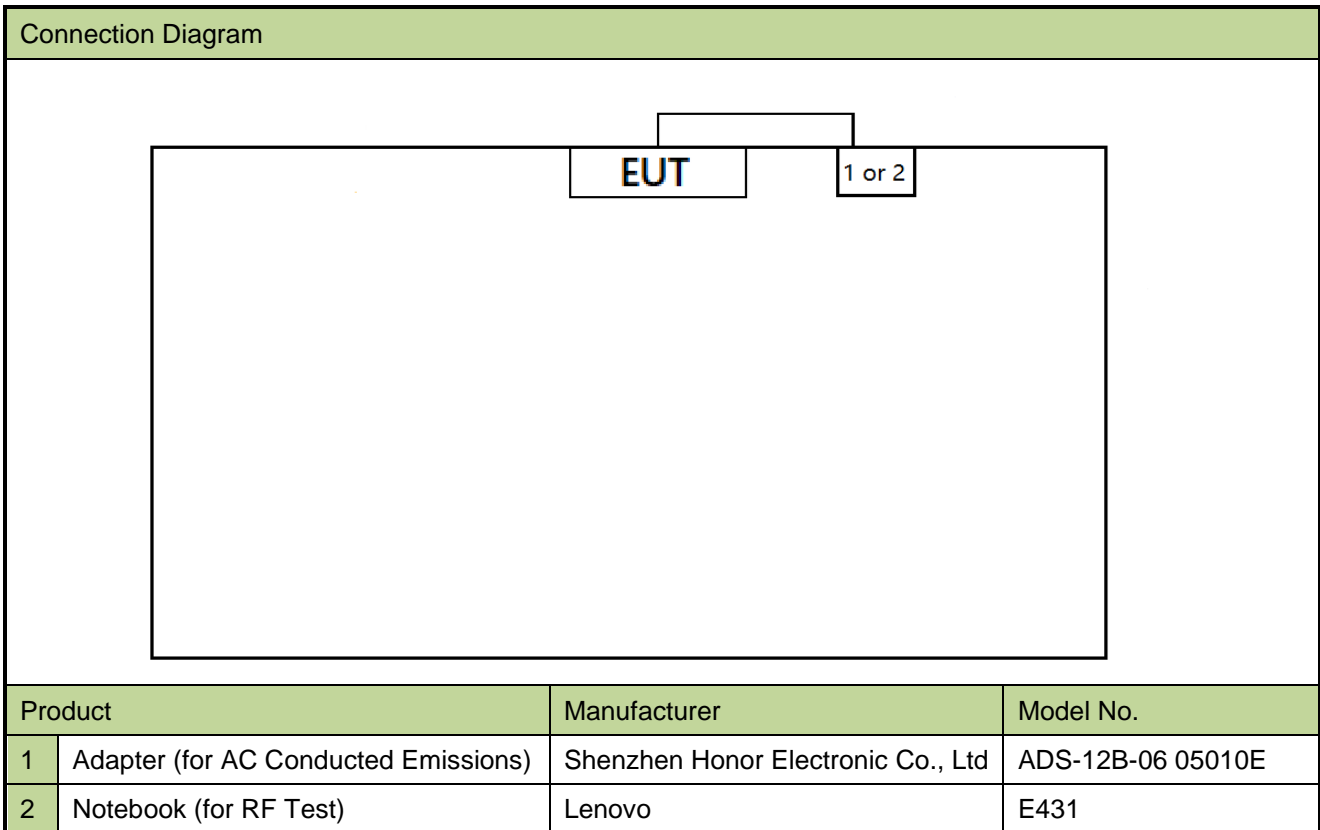 Connection Diagram
EUT
1 or 2
Product Manufacturer Model No.
1 Adapter (for AC Conducted Emissions) Shenzhen Honor Electronic Co., Ltd ADS-12B-06 05010E
2 Notebook (for RF Test) Lenovo E431